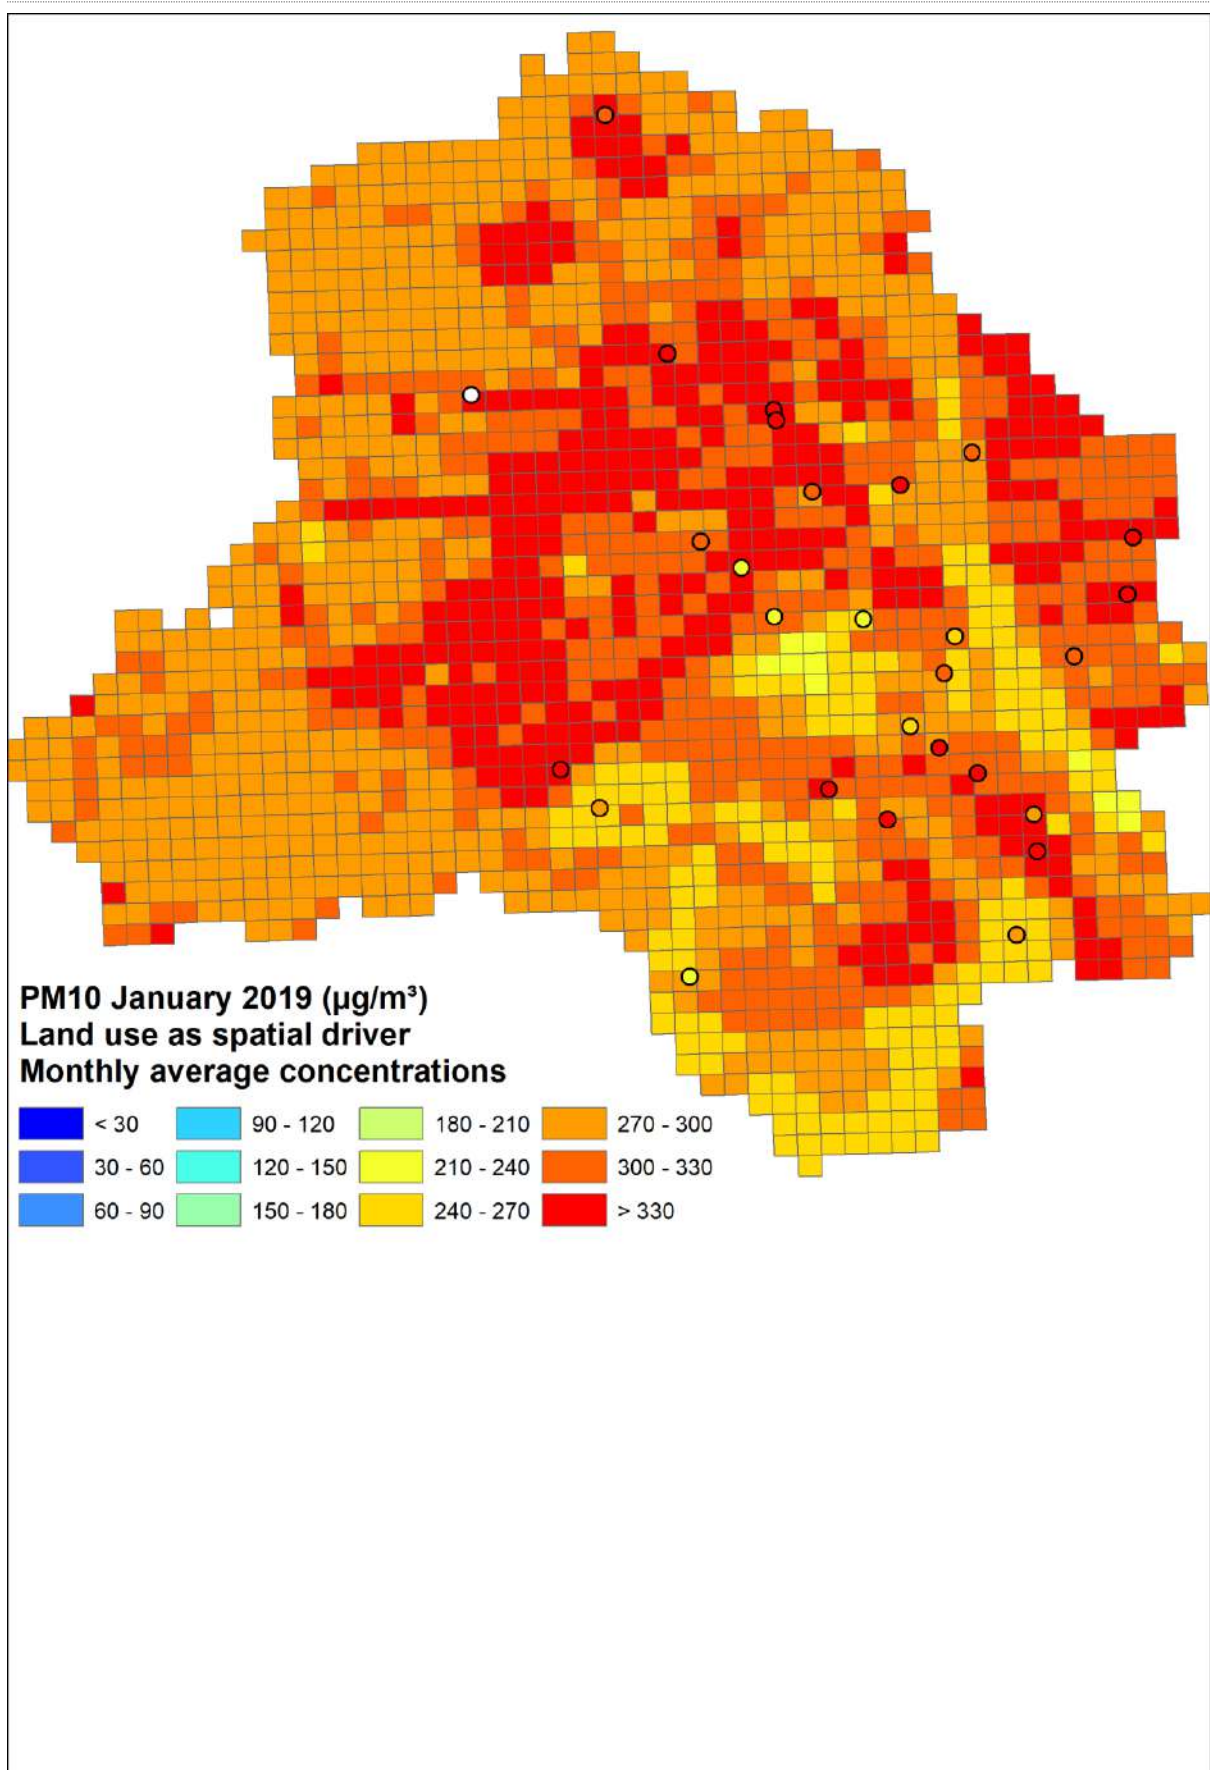 PM10 January 2019 (µg/m³)
Land use as spatial driver
Monthly average concentrations
< 30 90 - 120 180 - 210 270 - 300
30 - 60 120 - 150 210 - 240 300 - 330
60 - 90 150 - 180 240 - 270 > 330